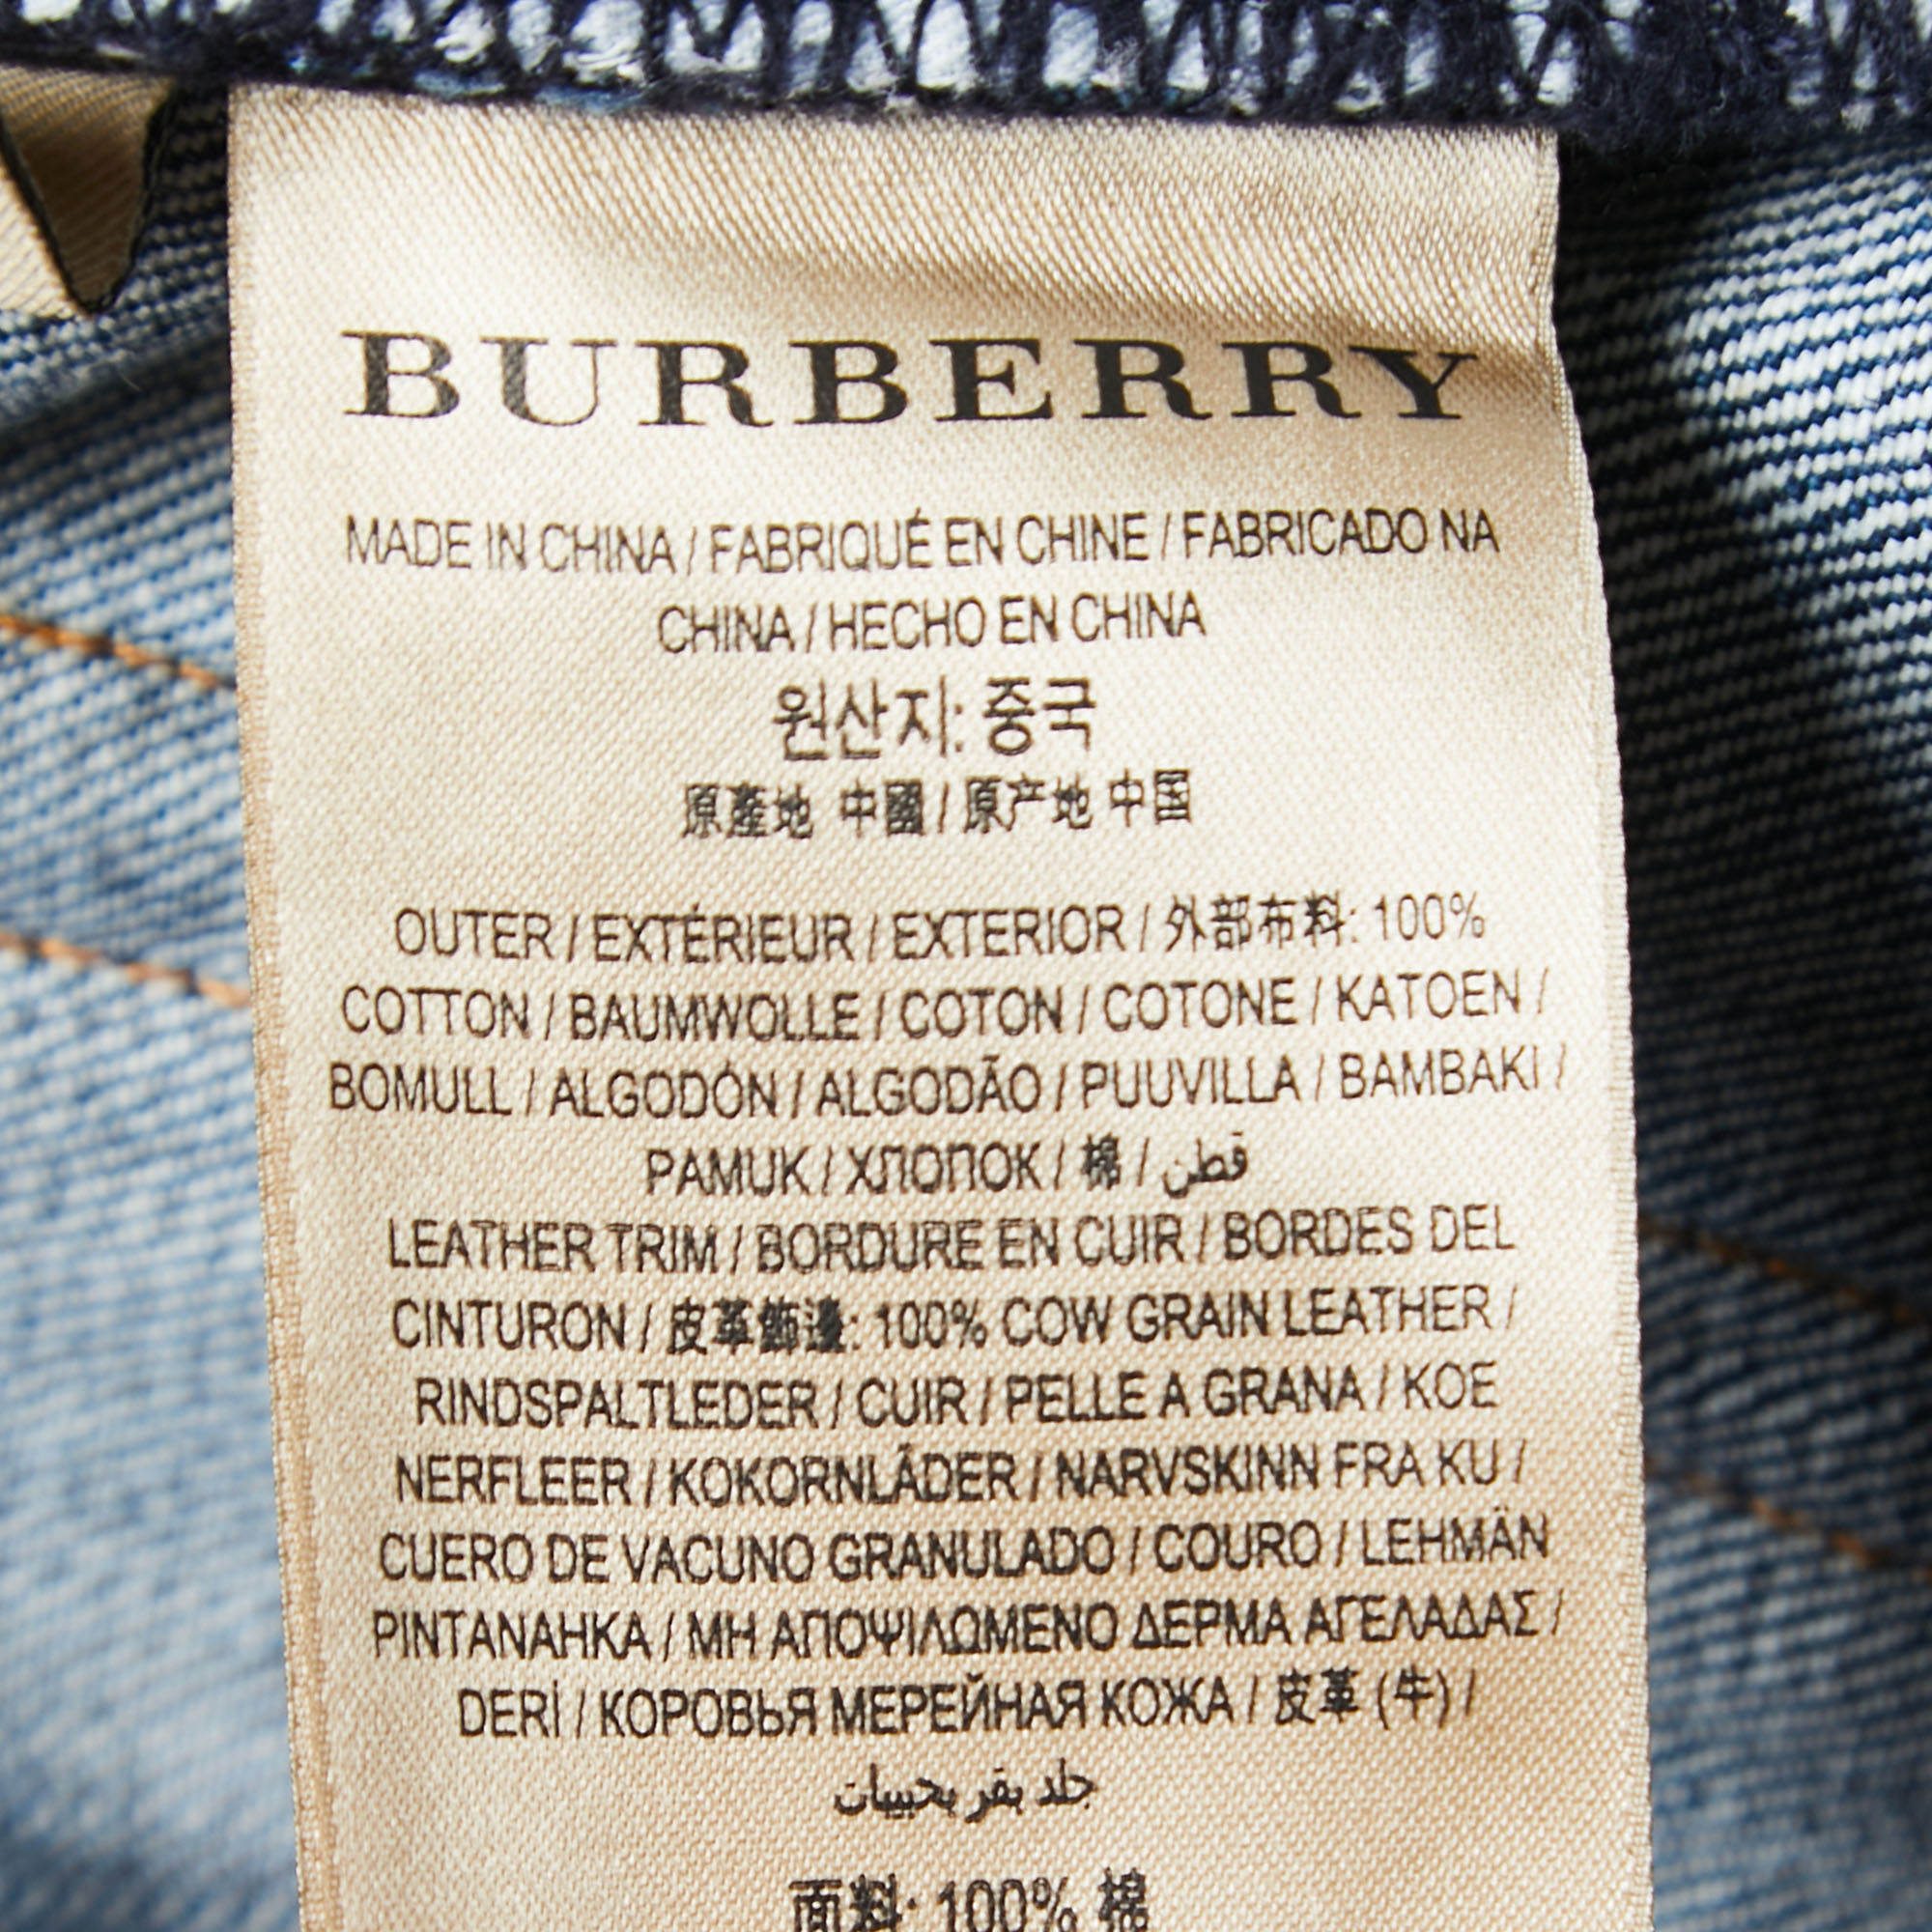 BURBERRY
MADE IN CHINA / FABRIQUÉ EN CHINE / FABRICADO NA
CHINA / HECHO EN CHINA
원산지: 중국
原產地 中國 / 原产地 中国
OUTER / EXTÉRIEUR / EXTERIOR / 外部布料: 100%
COTTON / BAUMWOLLE / COTON / COTONE / KATOEN /
BOMULL / ALGODÓN / ALGODÃO / PUUVILLA / BAMBAKI /
PAMUK / ХЛОПОК / 棉 / قطن
LEATHER TRIM / BORDURE EN CUIR / BORDES DEL
CINTURON / 皮革飾邊: 100% COW GRAIN LEATHER /
RINDSPALTLEDER / CUIR / PELLE A GRANA / KOE
NERFLEER / KOKORNLÄDER / NARVSKINN FRA KU /
CUERO DE VACUNO GRANULADO / COURO / LEHMÄN
PINTANAHKA / ΜΗ ΑΠΟΨΙΛΩΜΕΝΟ ΔΕΡΜΑ ΑΓΕΛΑΔΑΣ /
DERİ / КОРОВЬЯ МЕРЕЙНАЯ КОЖА / 皮革 (牛) /
جلد بقر بحبيبات
面料: 100% 棉